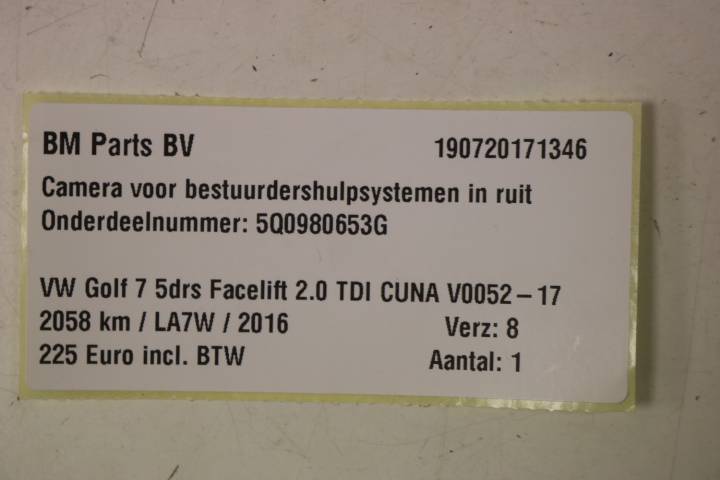 BM Parts BV 190720171346
Camera voor bestuurdershulpsystemen in ruit
Onderdeelnummer: 5Q0980653G
VW Golf 7 5drs Facelift 2.0 TDI CUNA V0052 – 17
2058 km / LA7W / 2016 Verz: 8
225 Euro incl. BTW Aantal: 1